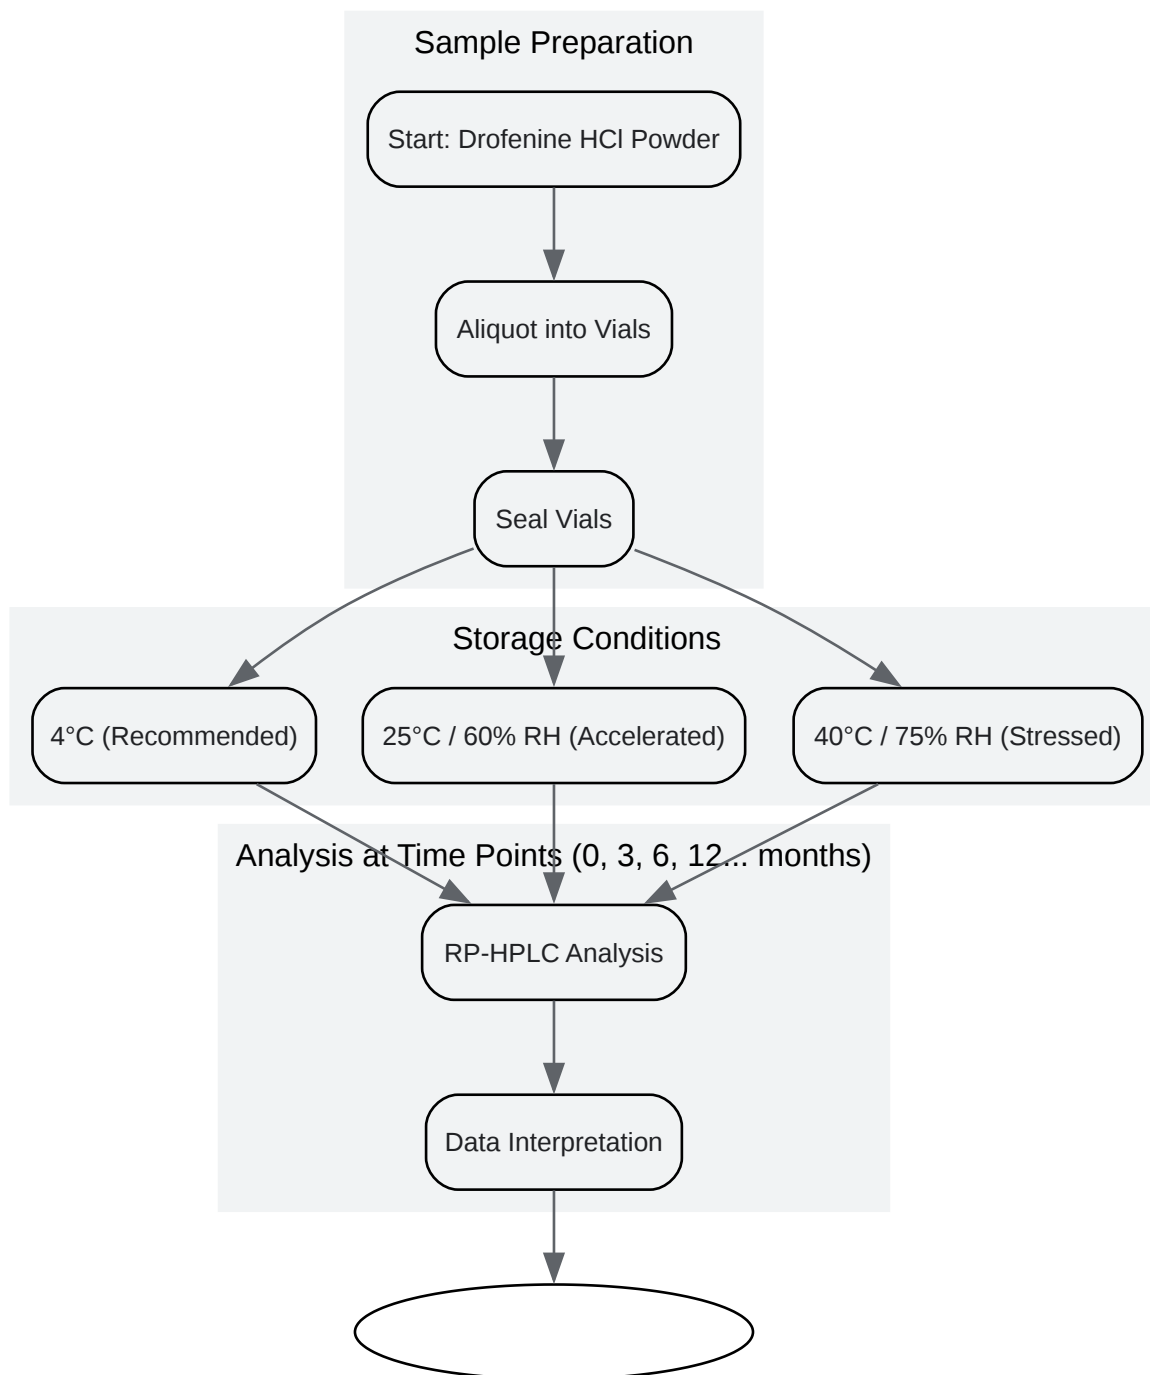 Sample Preparation
Start: Drofenine HCl Powder
Aliquot into Vials
Seal Vials
Storage Conditions
4°C (Recommended)
25°C / 60% RH (Accelerated)
40°C / 75% RH (Stressed)
Analysis at Time Points (0, 3, 6, 12... months)
RP-HPLC Analysis
Data Interpretation